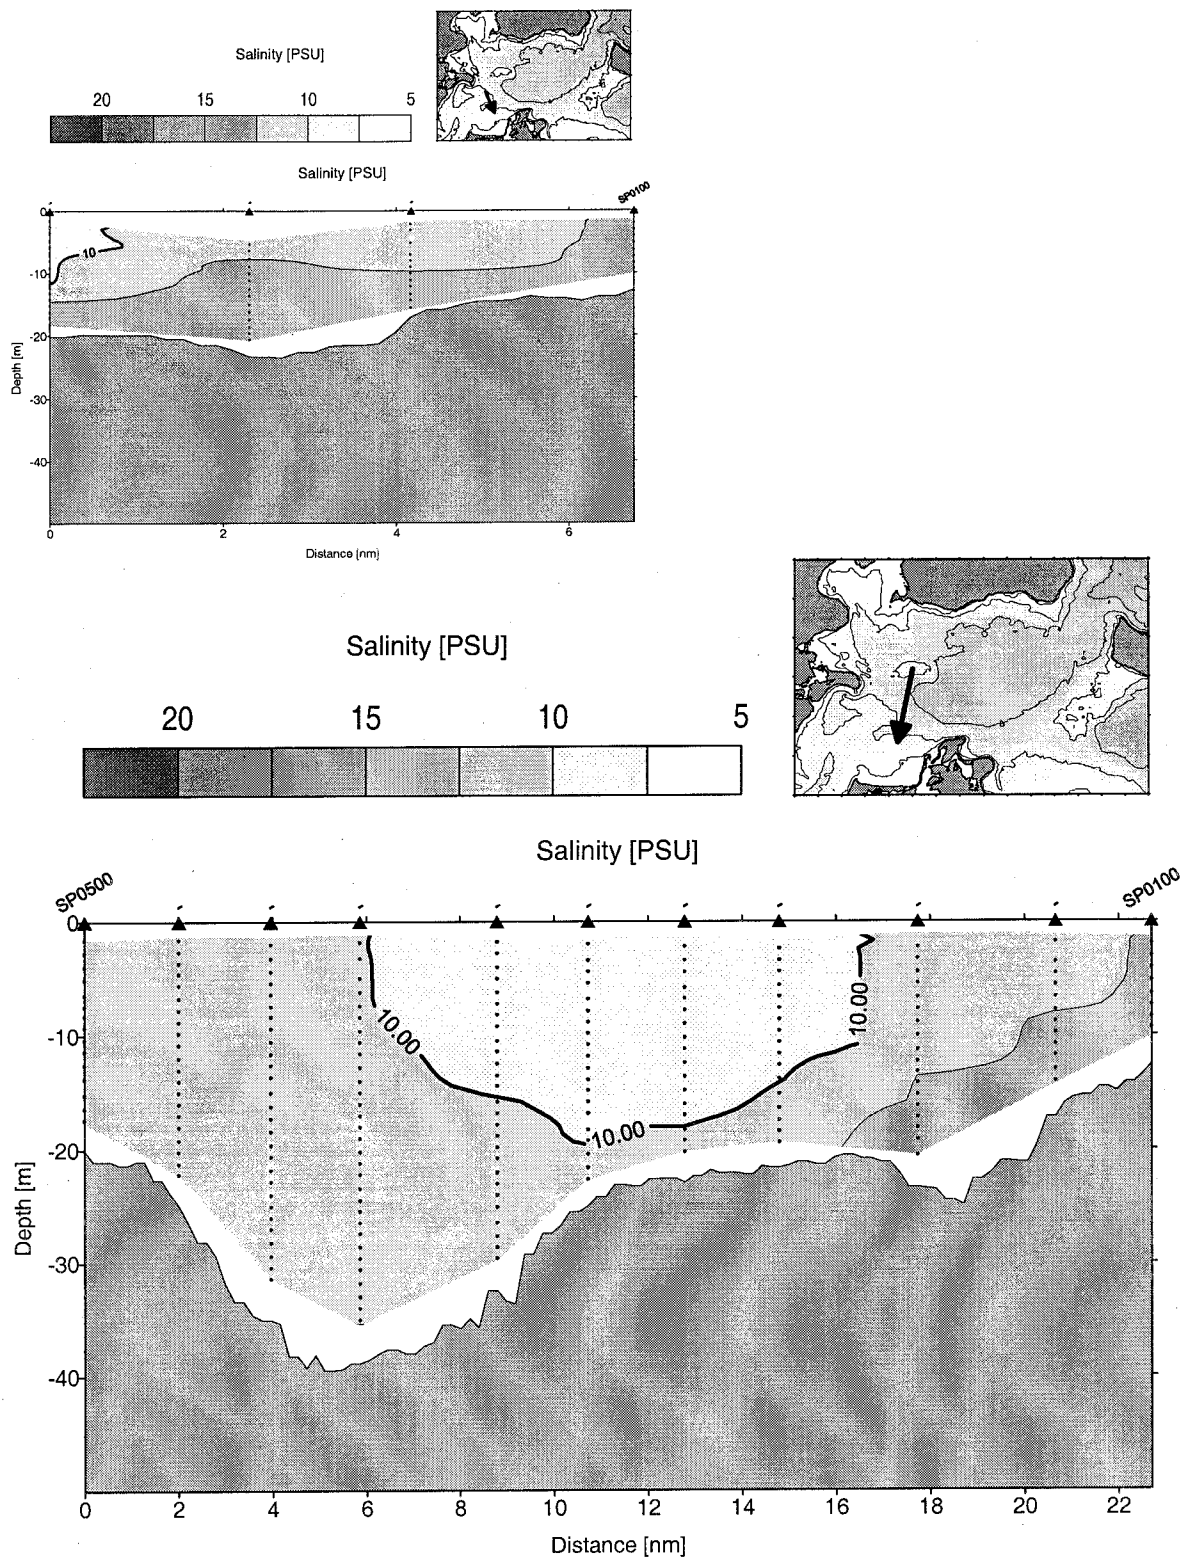 Salinity [PSU]
20 15 10 5
Salinity [PSU]
SP0100
0
10
-10
-20
Depth [m]
-30
-40
0 2 4 6
Distance [nm]
Salinity [PSU]
20 15 10 5
Salinity [PSU]
SP0500 SP0100
0
10.00
10.00
-10
10.00
-20
Depth [m]
-30
-40
0 2 4 6 8 10 12 14 16 18 20 22
Distance [nm]